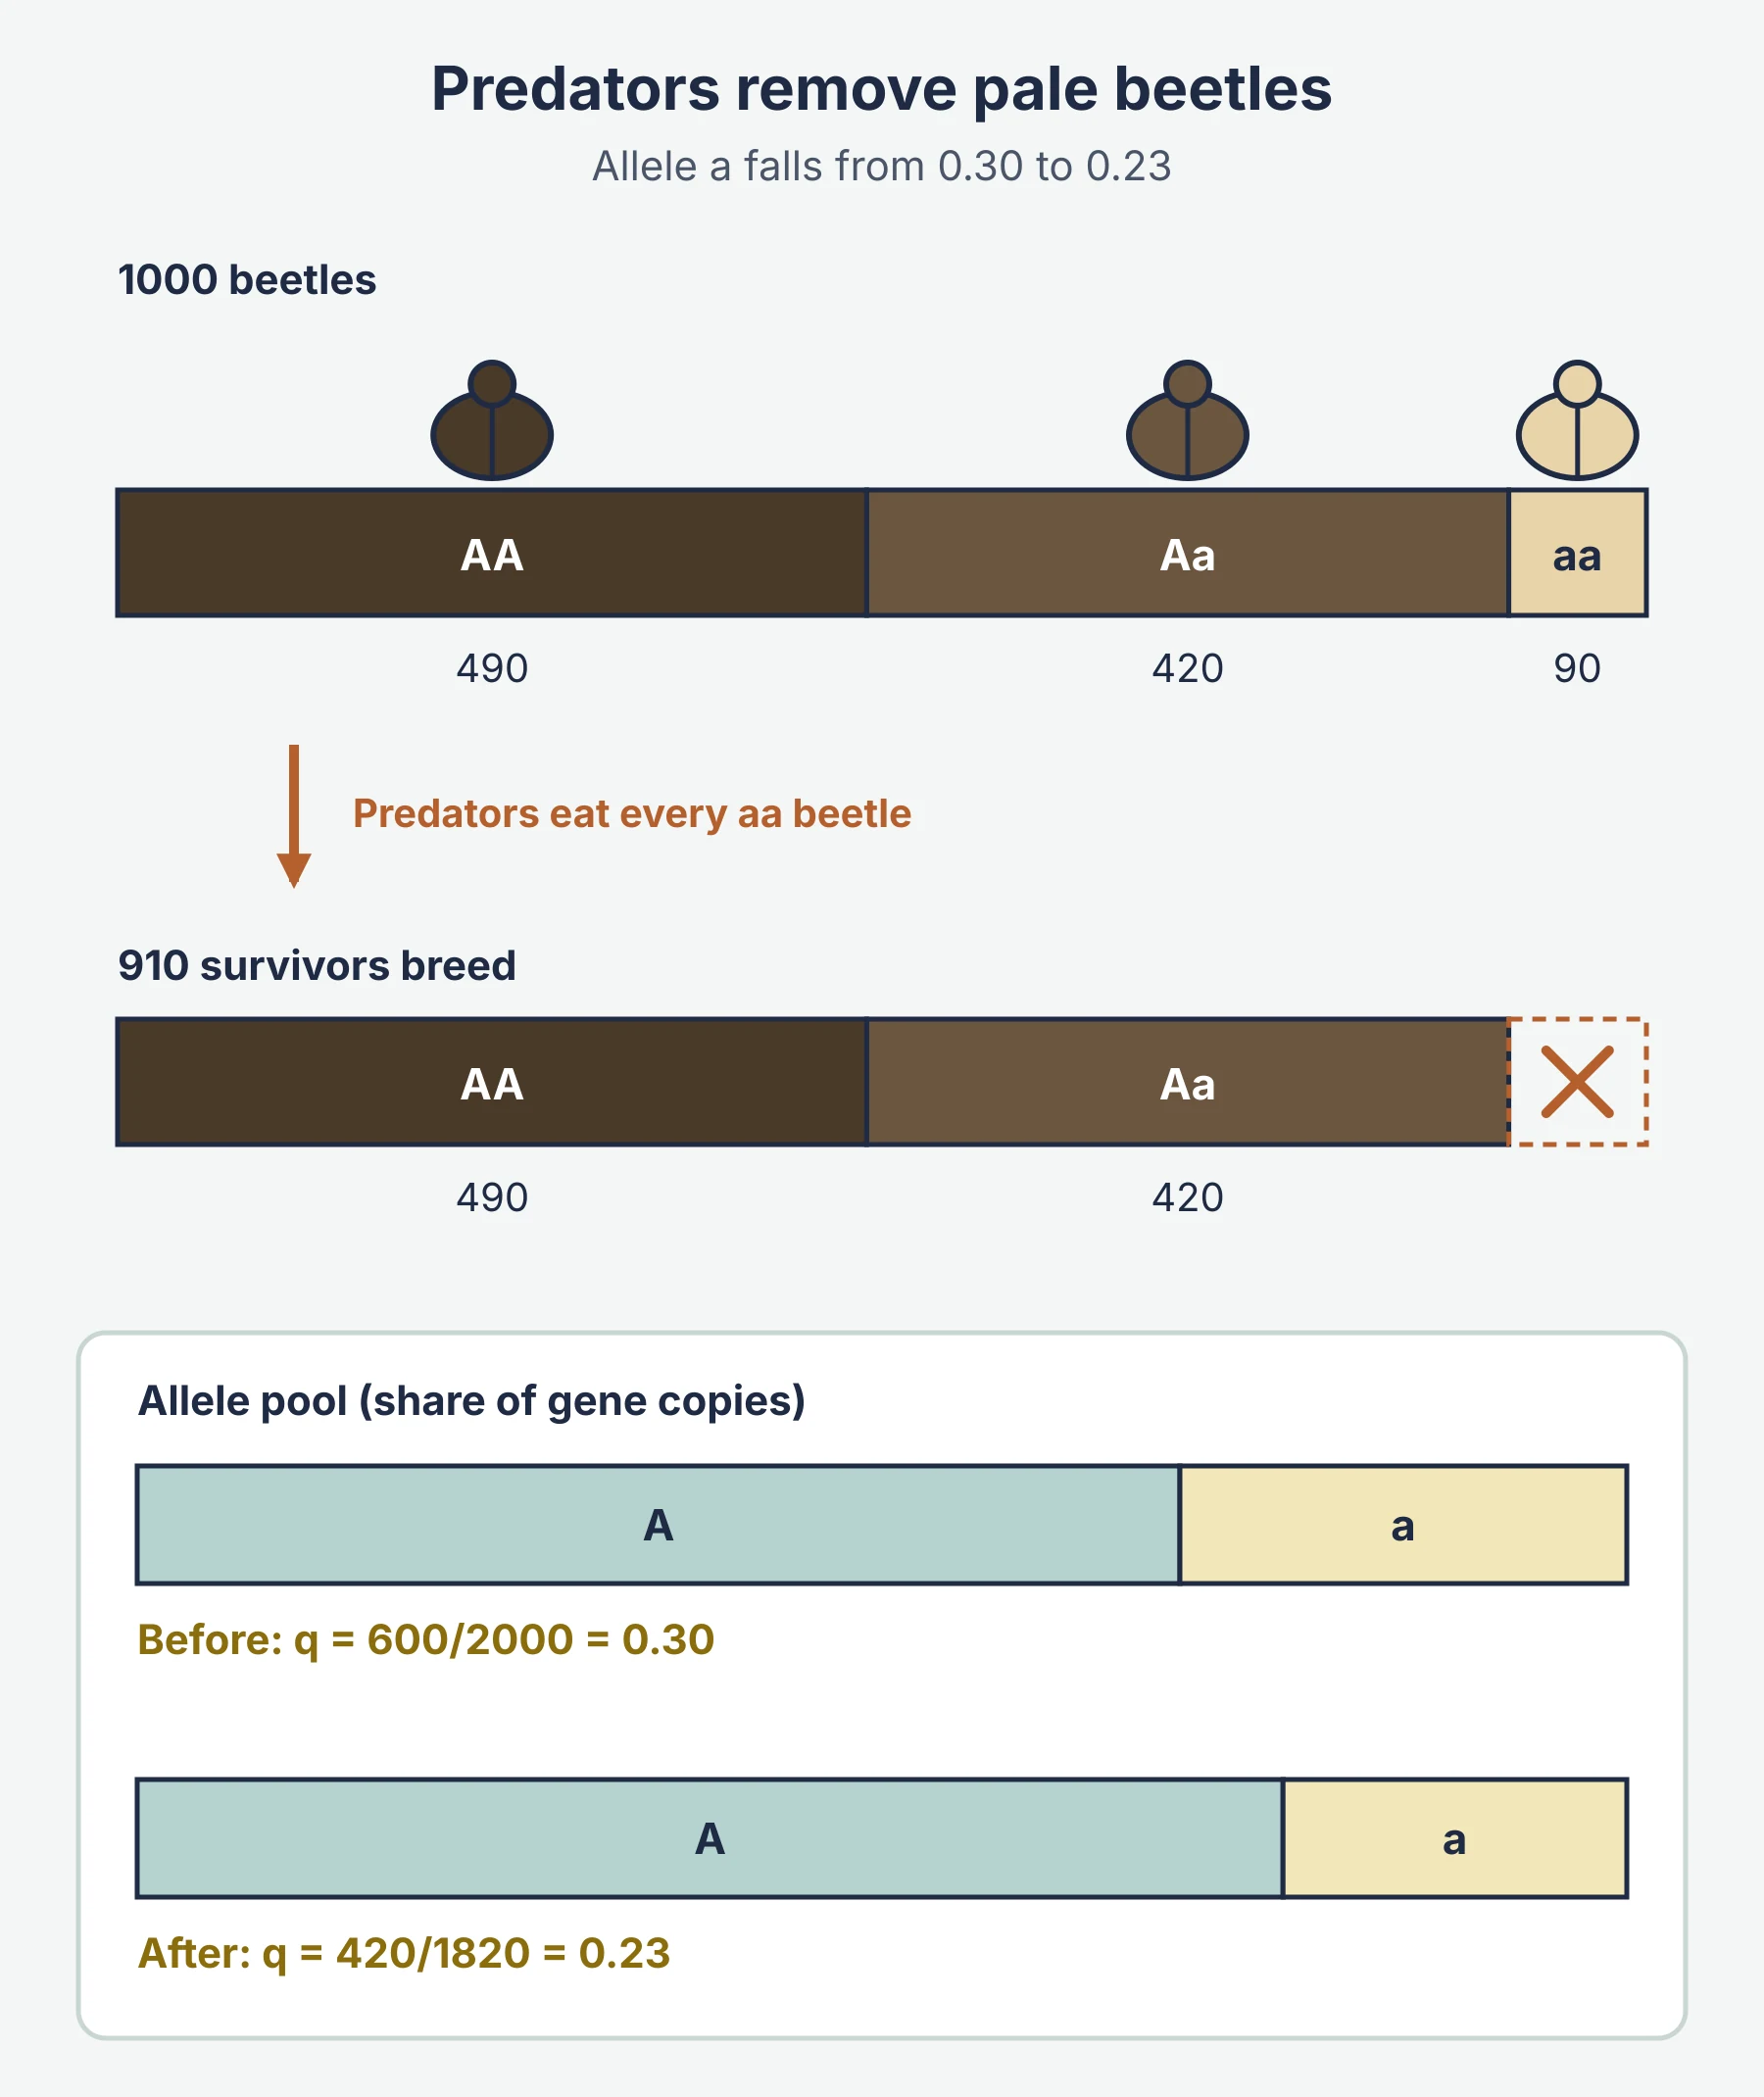 Predators remove pale beetles
Allele a falls from 0.30 to 0.23
1000 beetles
AA Aa aa
490 420 90
Predators eat every aa beetle
910 survivors breed
AA Aa
490 420
Allele pool (share of gene copies)
A a
Before: q = 600/2000 = 0.30
A a
After: q = 420/1820 = 0.23